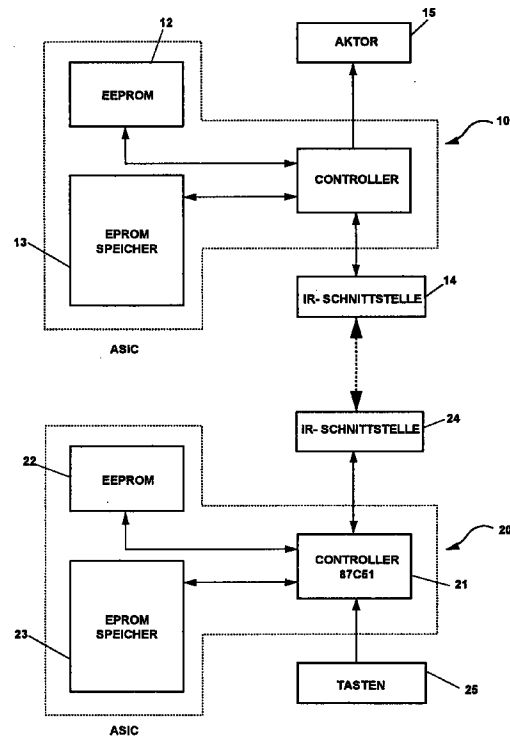 12
15
AKTOR
EEPROM
10
CONTROLLER
EPROM
SPEICHER
13
14
IR- SCHNITTSTELLE
ASIC
24
IR- SCHNITTSTELLE
22
EEPROM
20
CONTROLLER
87C51
21
EPROM
SPEICHER
23
TASTEN
25
ASIC